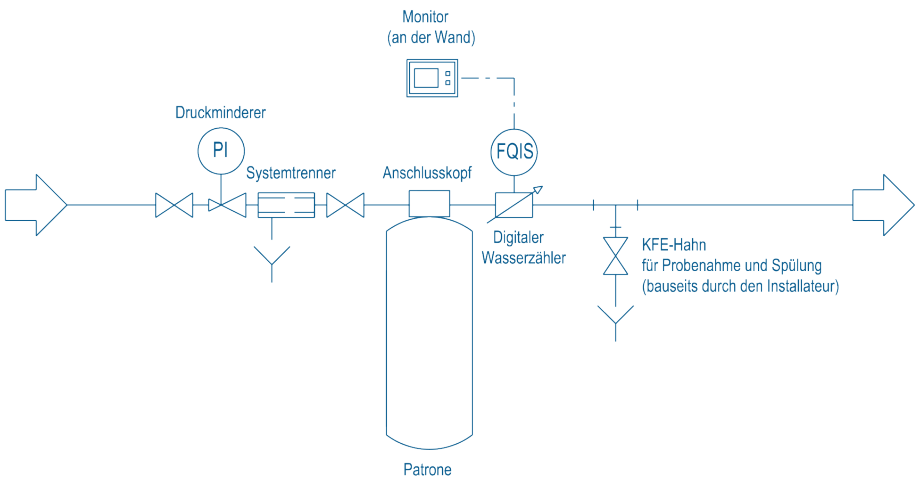 Monitor
(an der Wand)
Druckminderer
PI
FQIS
Systemtrenner
Anschlusskopf
Digitaler
Wasserzähler
KFE-Hahn
für Probenahme und Spülung
(bauseits durch den Installateur)
Patrone